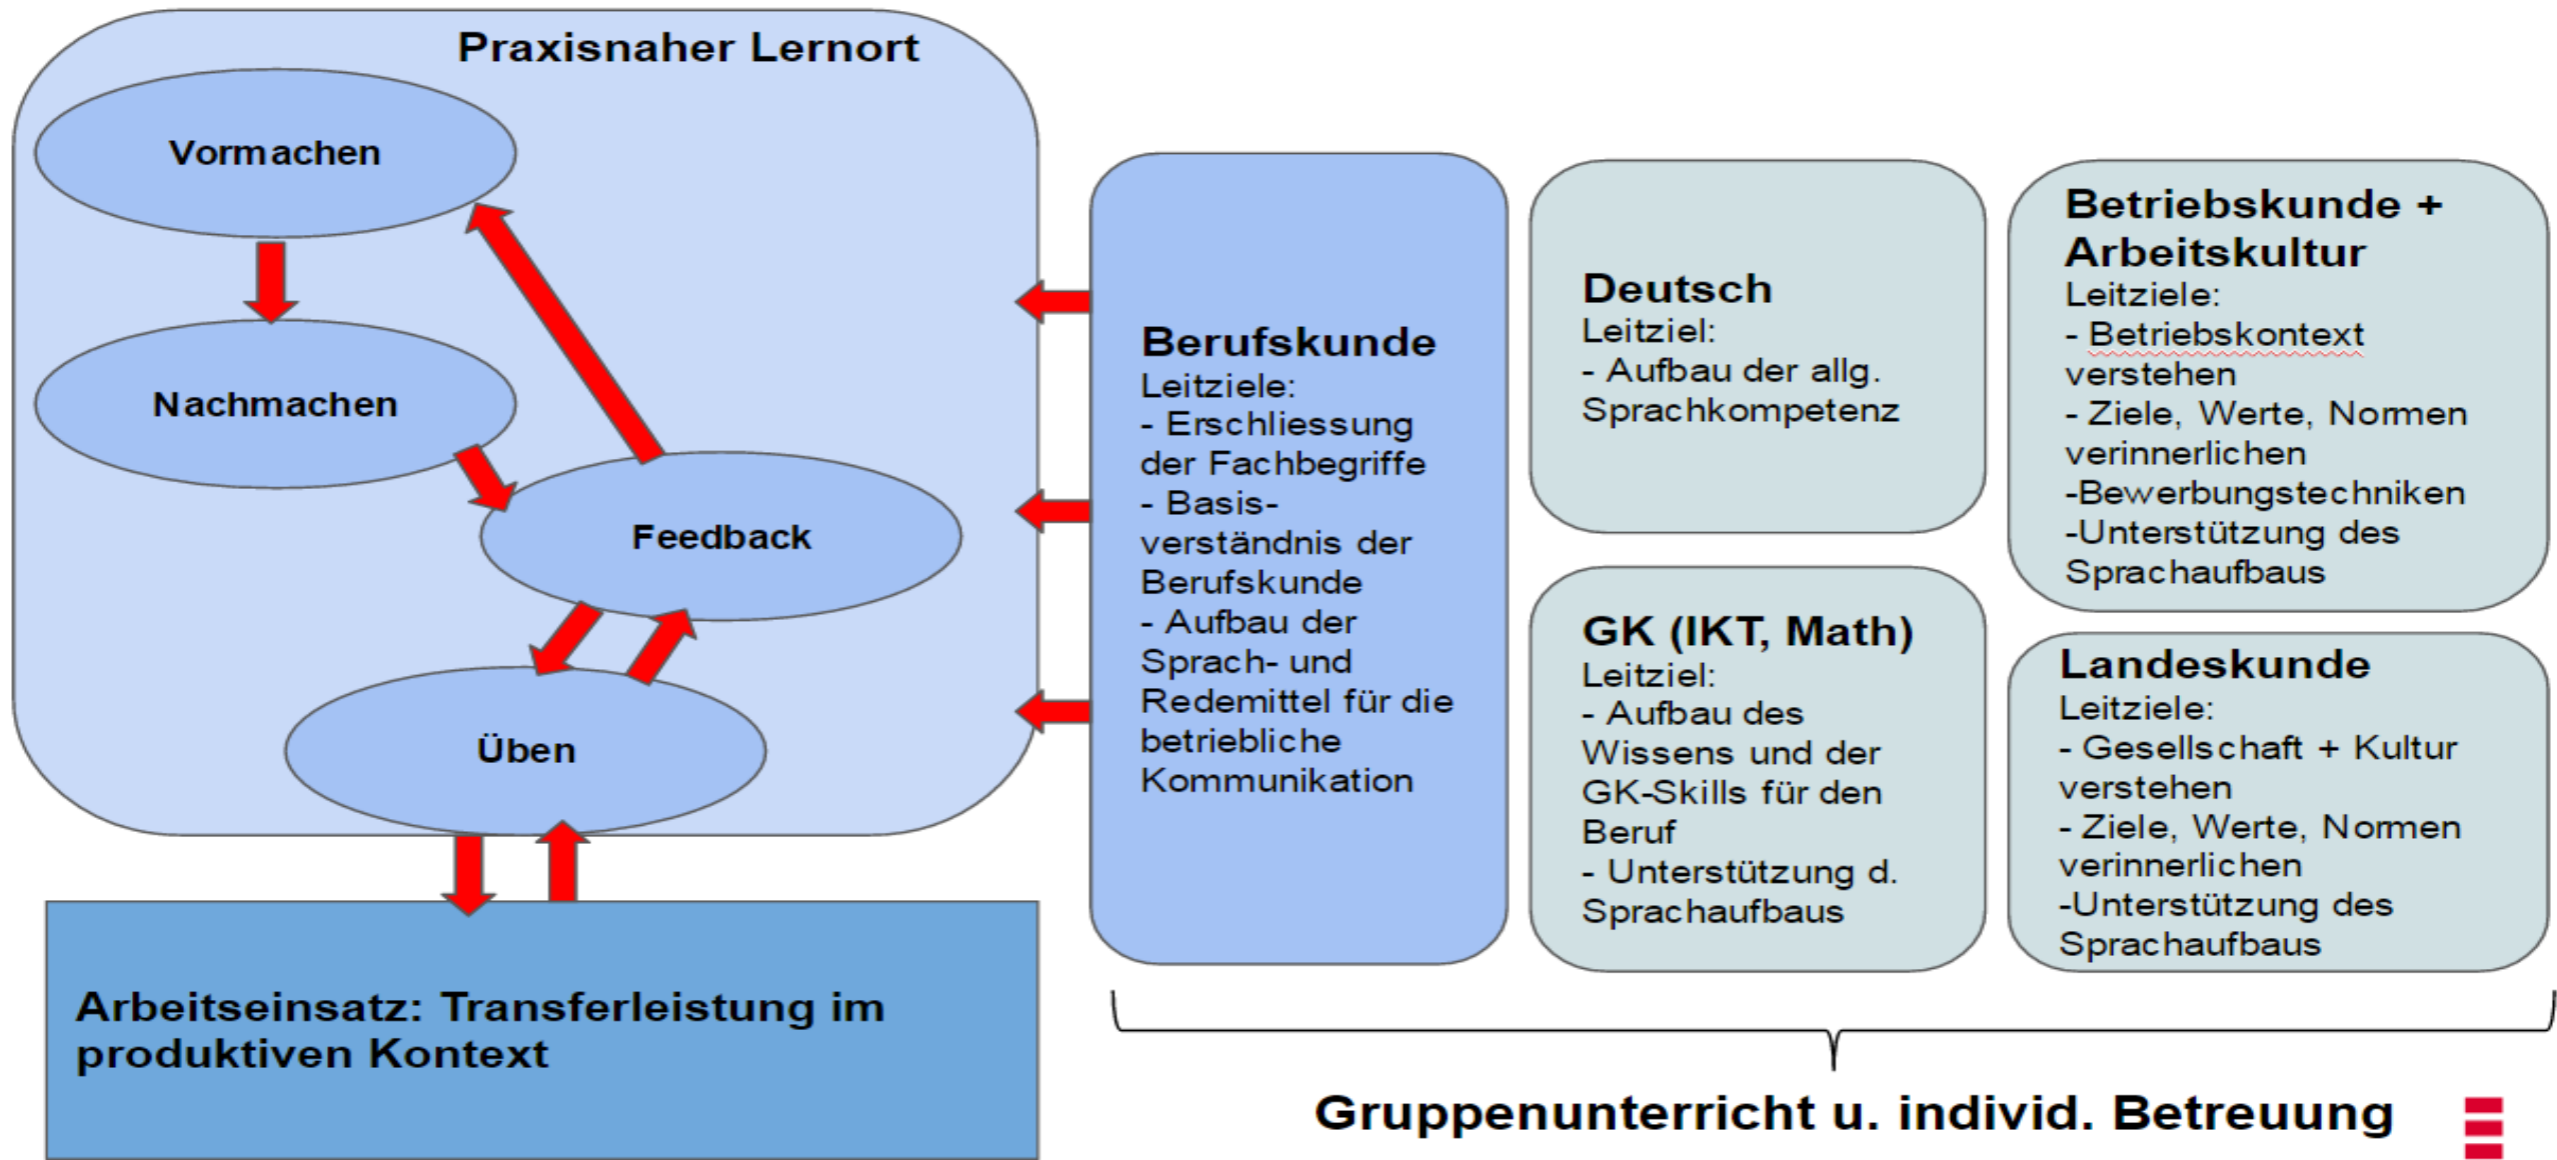 Praxisnaher Lernort
Vormachen
Nachmachen
Feedback
Üben
Arbeitseinsatz: Transferleistung im
produktiven Kontext
Berufskunde
Leitziele:
- Erschliessung
der Fachbegriffe
- Basis-
verständnis der
Berufskunde
- Aufbau der
Sprach- und
Redemittel für die
betriebliche
Kommunikation
Deutsch
Leitziel:
- Aufbau der allg.
Sprachkompetenz
GK (IKT, Math)
Leitziel:
- Aufbau des
Wissens und der
GK-Skills für den
Beruf
- Unterstützung d.
Sprachaufbaus
Betriebskunde +
Arbeitskultur
Leitziele:
- Betriebskontext
verstehen
- Ziele, Werte, Normen
verinnerlichen
-Bewerbungstechniken
-Unterstützung des
Sprachaufbaus
Landeskunde
Leitziele:
- Gesellschaft + Kultur
verstehen
- Ziele, Werte, Normen
verinnerlichen
-Unterstützung des
Sprachaufbaus
Gruppenunterricht u. individ. Betreuung